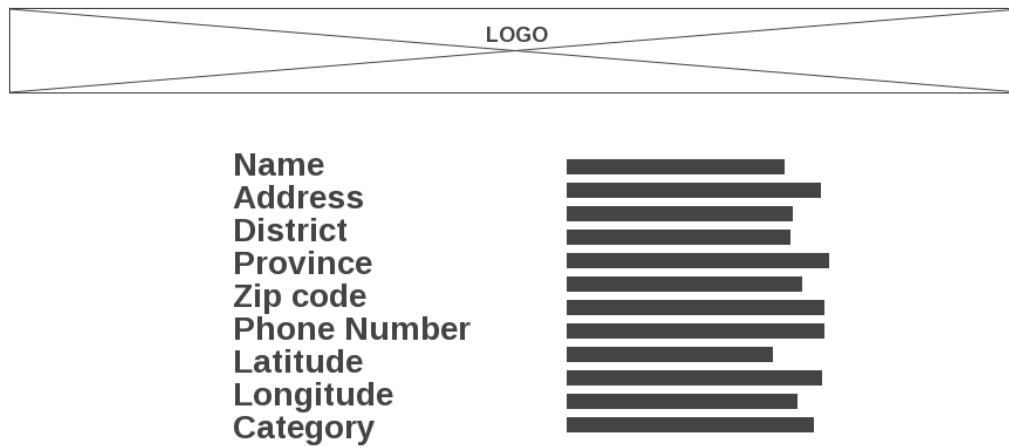 LOGO
Name
Address
District
Province
Zip code
Phone Number
Latitude
Longitude
Category